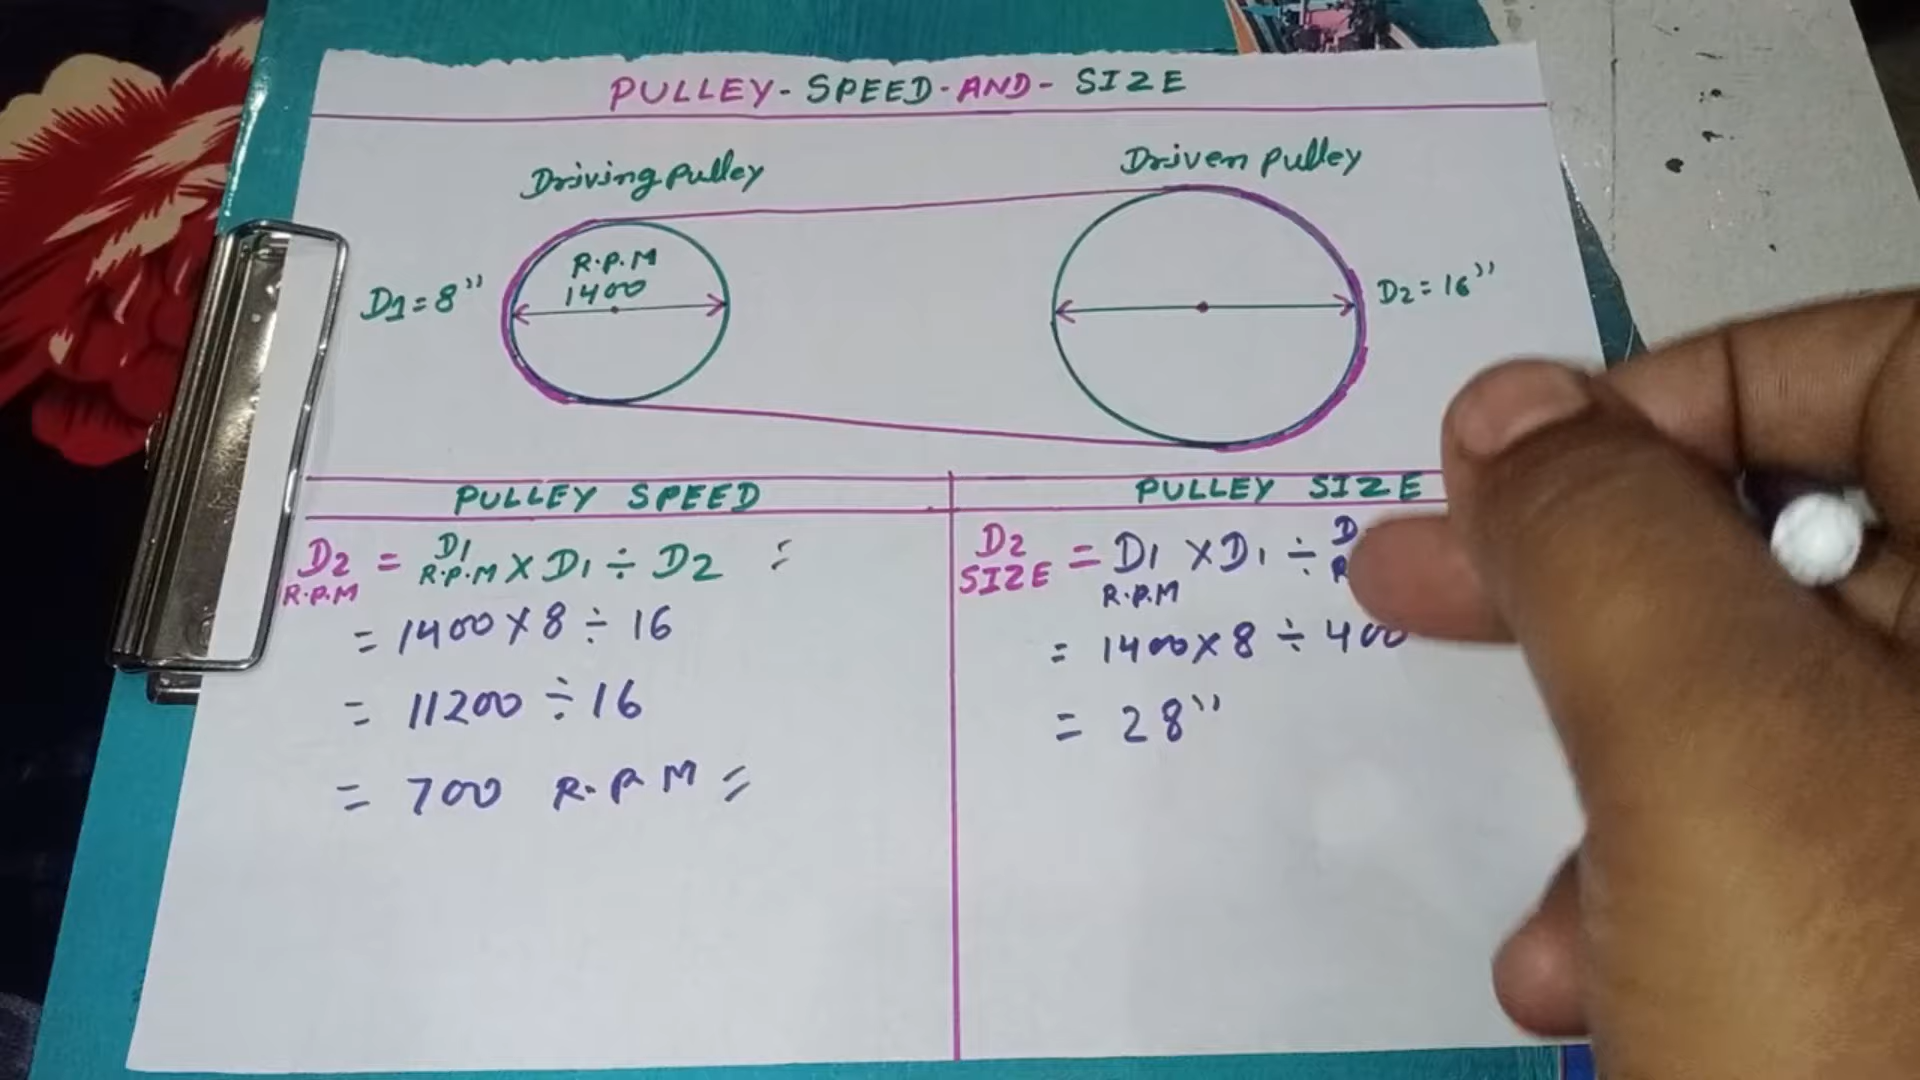 PULLEY-SPEED-AND-SIZE
Driving pulley
Driven pulley
R.P.M
1400
D1=8"
D2=16"
PULLEY SPEED
D2 R.P.M = D1 R.P.M X D1 ÷ D2 =
= 1400 X 8 ÷ 16
= 11200 ÷ 16
= 700 R.P.M =
PULLEY SIZE
D2 SIZE = D1 R.P.M X D1 ÷ D
= 1400 X 8 ÷ 400
= 28"